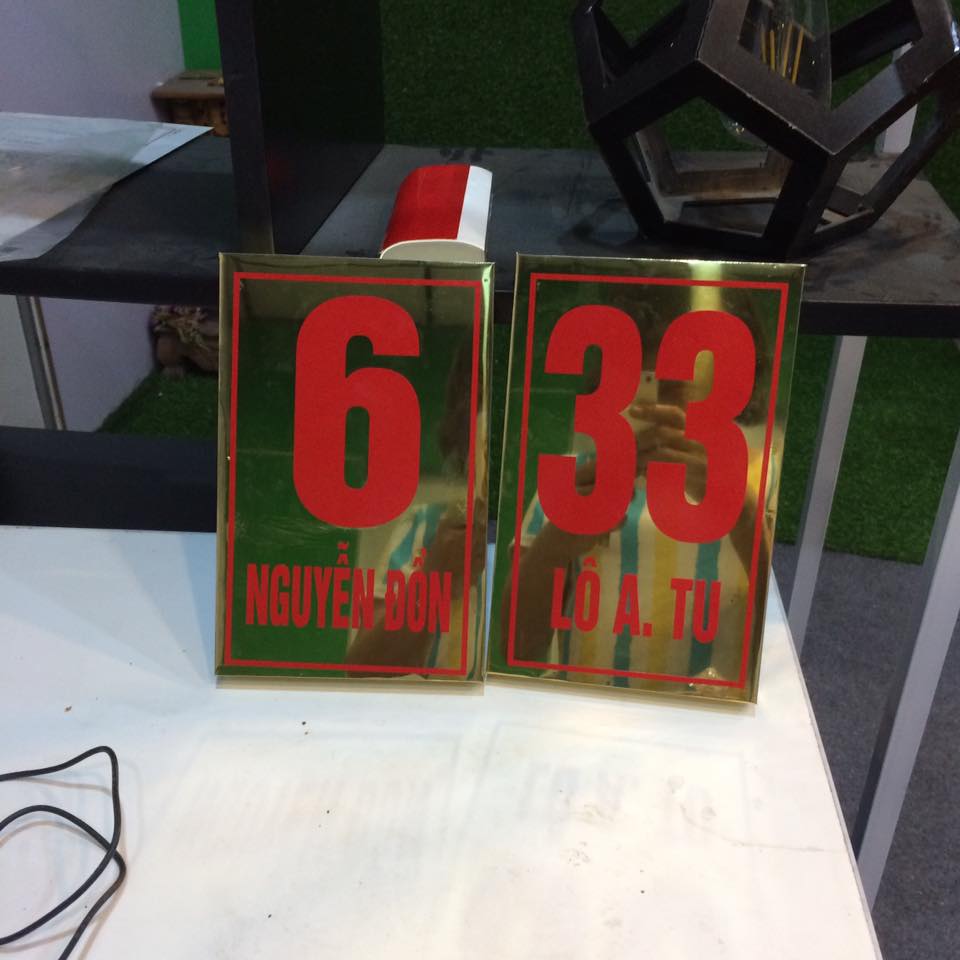 6
NGUYỄN ĐỔN
33
LÔ A. TU